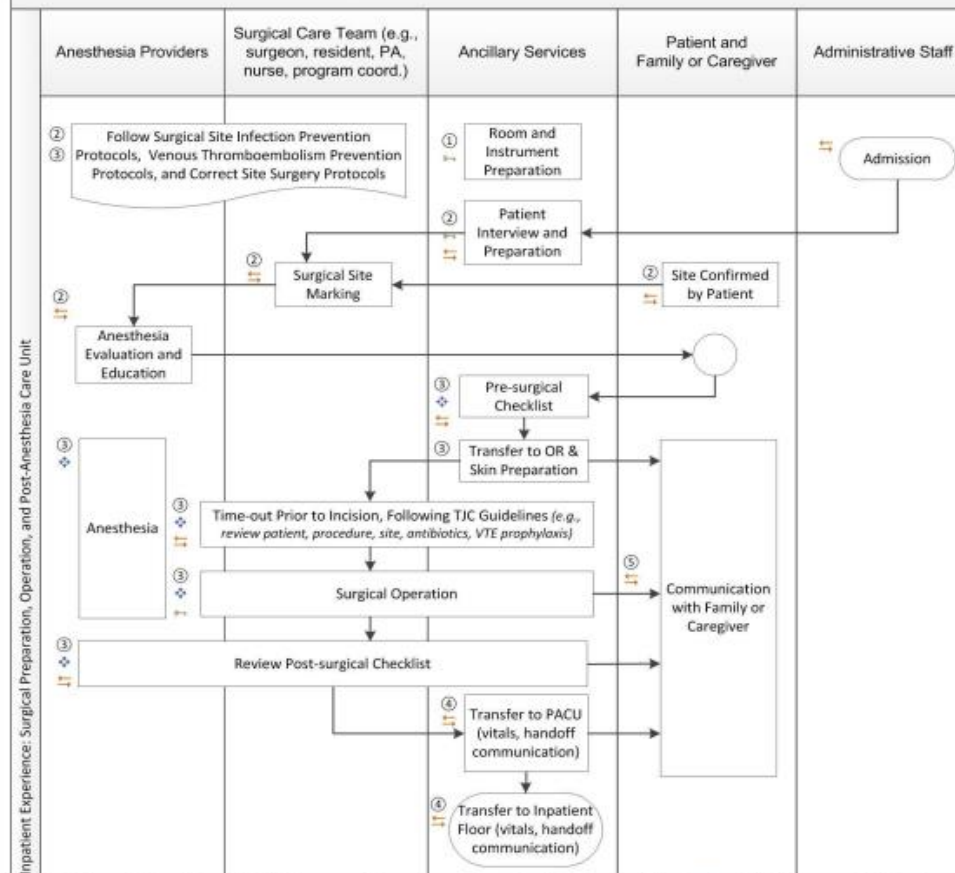 Anesthesia Providers
Surgical Care Team (e.g.,
surgeon, resident, PA,
nurse, program coord.)
Ancillary Services
Patient and
Family or Caregiver
Administrative Staff
Inpatient Experience: Surgical Preparation, Operation, and Post-Anesthesia Care Unit
②
③
Follow Surgical Site Infection Prevention
Protocols, Venous Thromboembolism Prevention
Protocols, and Correct Site Surgery Protocols
①
Room and
Instrument
Preparation
Admission
②
Patient
Interview and
Preparation
②
Surgical Site
Marking
②
Site Confirmed
by Patient
②
Anesthesia
Evaluation and
Education
③
Pre-surgical
Checklist
③
Transfer to OR &
Skin Preparation
③
Anesthesia
③
Time-out Prior to Incision, Following TJC Guidelines (e.g.,
review patient, procedure, site, antibiotics, VTE prophylaxis)
③
Surgical Operation
⑤
Communication
with Family or
Caregiver
③
Review Post-surgical Checklist
④
Transfer to PACU
(vitals, handoff
communication)
④
Transfer to Inpatient
Floor (vitals, handoff
communication)